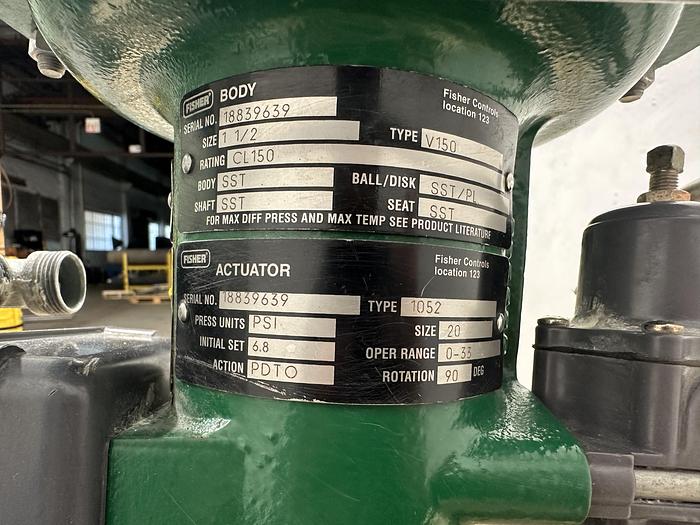 FISHER BODY
Fisher Controls
location 123
SERIAL NO. 18839639
SIZE 1 1/2 TYPE V150
RATING CL150
BODY SST BALL/DISK SST/PL
SHAFT SST SEAT SST
FOR MAX DIFF PRESS AND MAX TEMP SEE PRODUCT LITERATURE
FISHER ACTUATOR
Fisher Controls
location 123
SERIAL NO. 18839639 TYPE 1052
PRESS UNITS PSI SIZE 20
INITIAL SET 6.8 OPER RANGE 0-33
ACTION PDTO ROTATION 90 DEG